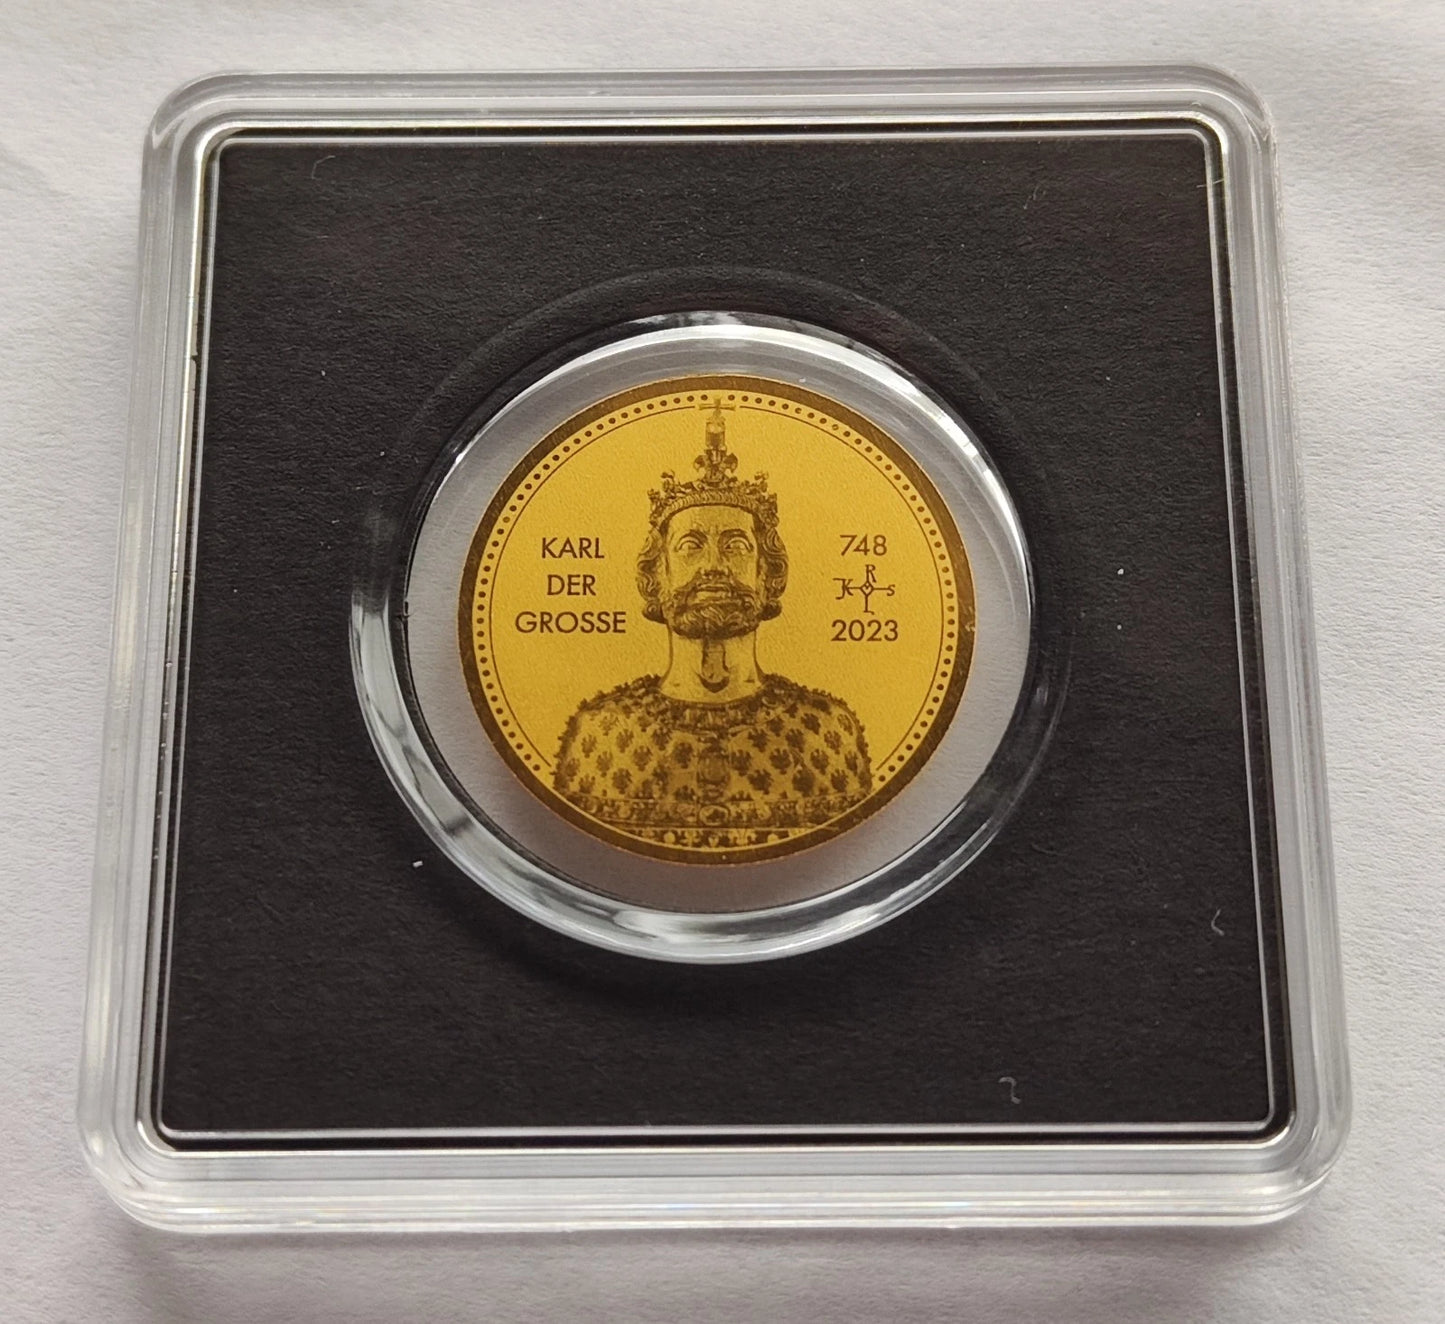 KARL
DER
GROSSE
748
R
K S
L
2023